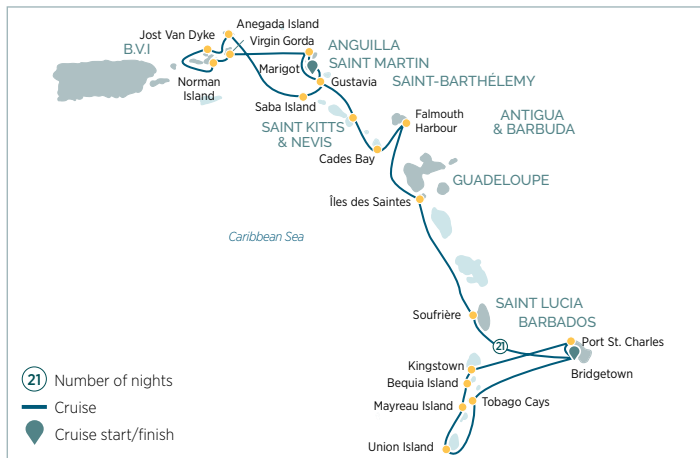 Anegada Island
Jost Van Dyke
Virgin Gorda
B.V.I
ANGUILLA
SAINT MARTIN
Marigot
Gustavia
SAINT-BARTHÉLEMY
Norman
Island
Saba Island
SAINT KITTS
& NEVIS
Falmouth
Harbour
ANTIGUA
& BARBUDA
Cades Bay
GUADELOUPE
Îles des Saintes
Caribbean Sea
SAINT LUCIA
BARBADOS
Soufrière
21
Port St. Charles
Bridgetown
Kingstown
Bequia Island
Mayreau Island
Tobago Cays
Union Island
21 Number of nights
Cruise
Cruise start/finish